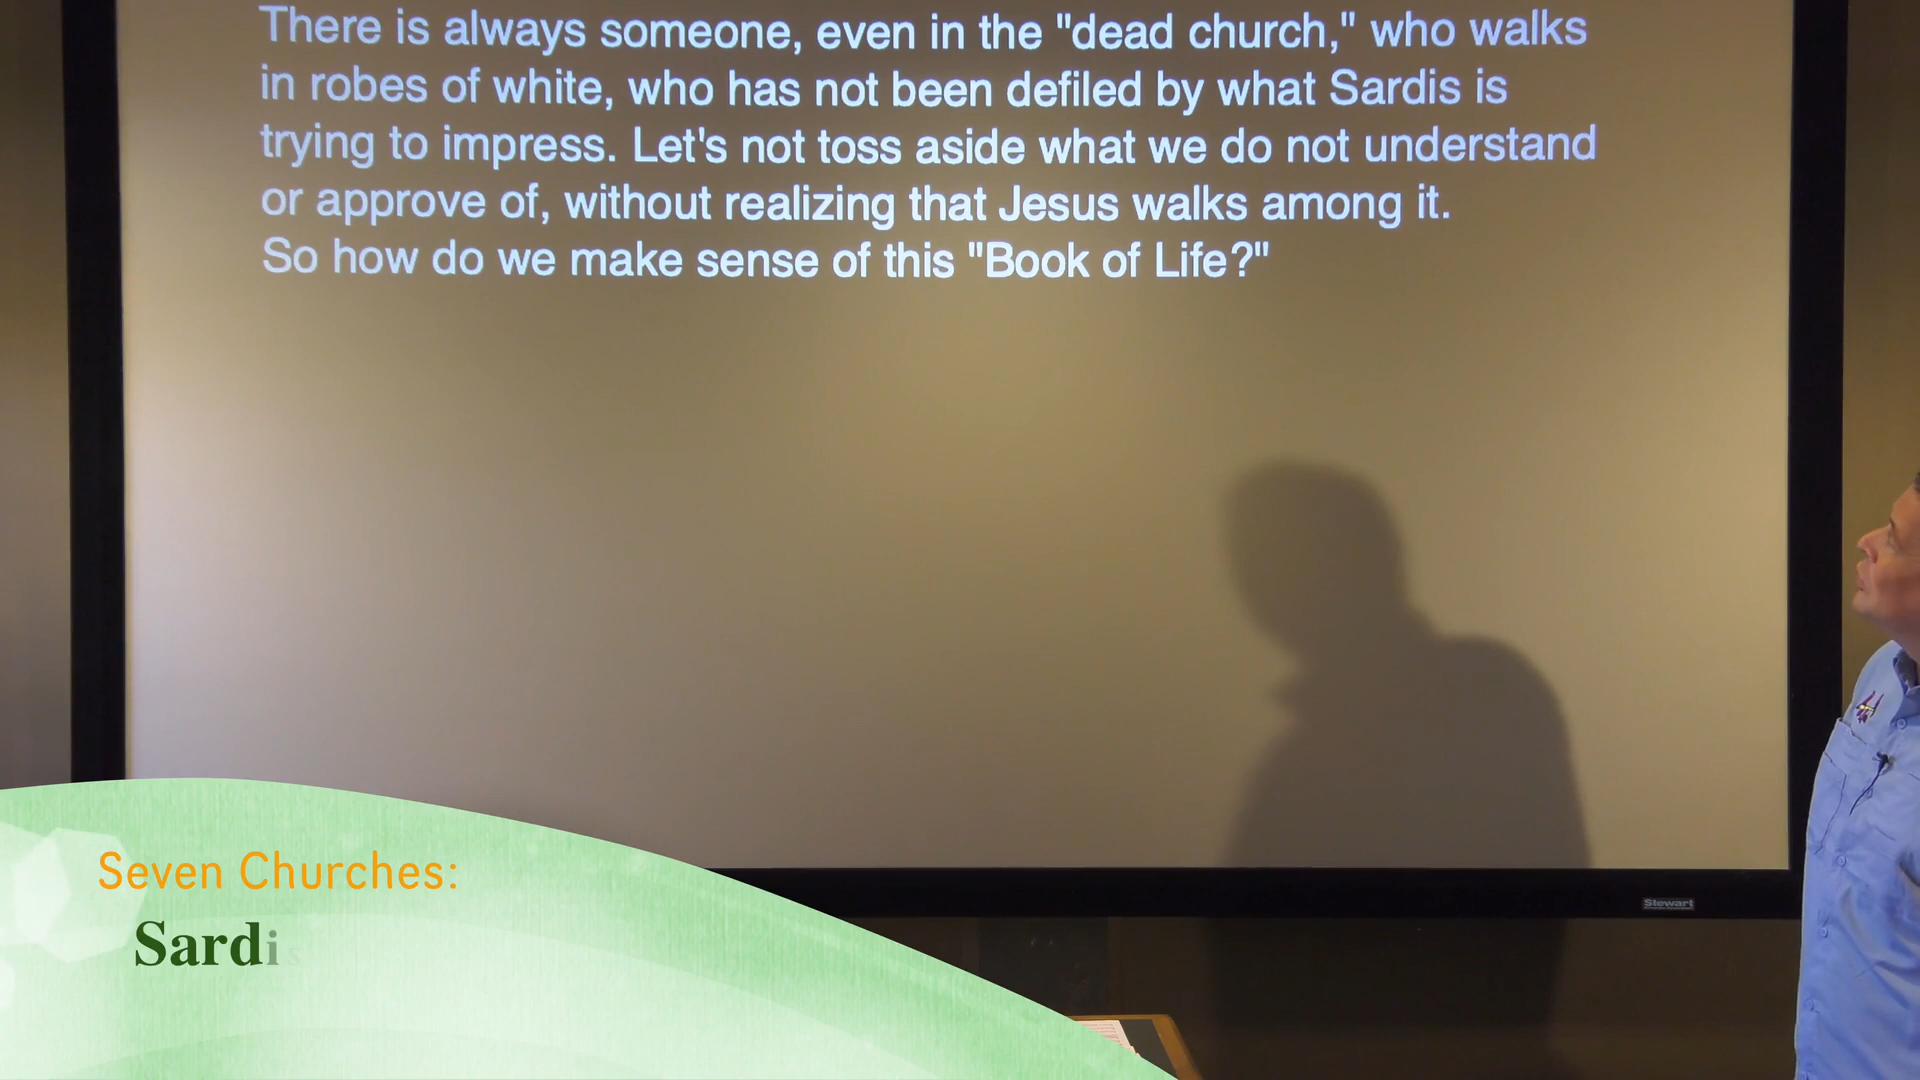 There is always someone, even in the "dead church," who walks
in robes of white, who has not been defiled by what Sardis is
trying to impress. Let's not toss aside what we do not understand
or approve of, without realizing that Jesus walks among it.
So how do we make sense of this "Book of Life?"
Stewart
Seven Churches:
Sardis